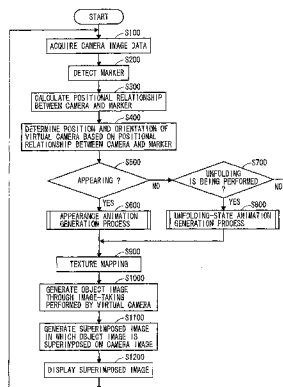 START
S100
ACQUIRE CAMERA IMAGE DATA
S200
DETECT MARKER
S300
CALCULATE POSITIONAL RELATIONSHIP
BETWEEN CAMERA AND MARKER
S400
DETERMINE POSITION AND ORIENTATION OF
VIRTUAL CAMERA BASED ON POSITIONAL
RELATIONSHIP BETWEEN CAMERA AND MARKER
S500
APPEARING ?
NO
YES
S700
UNFOLDING
IS BEING PERFORMED
?
NO
YES
S600
APPEARANCE ANIMATION
GENERATION PROCESS
S800
UNFOLDING-STATE ANIMATION
GENERATION PROCESS
S900
TEXTURE MAPPING
S1000
GENERATE OBJECT IMAGE
THROUGH IMAGE-TAKING
PERFORMED BY VIRTUAL CAMERA
S1100
GENERATE SUPERIMPOSED IMAGE
IN WHICH OBJECT IMAGE IS
SUPERIMPOSED ON CAMERA IMAGE
S1200
DISPLAY SUPERIMPOSED IMAGE